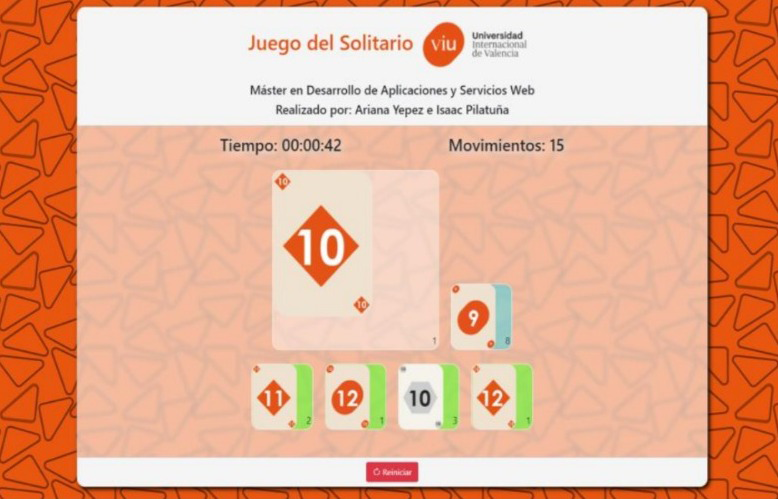 Juego del Solitario
viu
Universidad
Internacional
de Valencia
Máster en Desarrollo de Aplicaciones y Servicios Web
Realizado por: Ariana Yepez e Isaac Pilatuña
Tiempo: 00:00:42
Movimientos: 15
10
10
10
1
9
8
11
2
12
1
10
3
12
1
Reiniciar